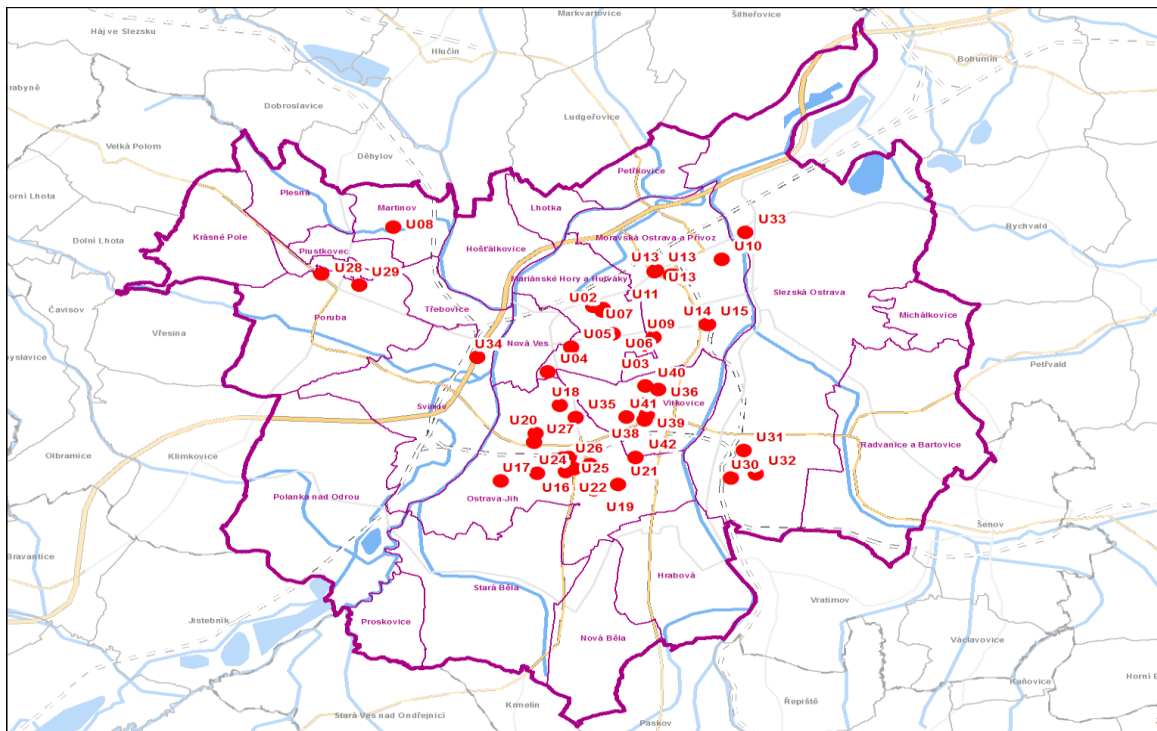 Háj ve Slezsku
Markvartovice
Šilheřovice
Hlučín
Bohumín
rabyně
Dobroslavice
Ludgeřovice
Velká Polom
Děhylov
Petřkovice
orní Lhota
Plesná
Martinov
Lhotka
Rychvald
U08
U33
Krásné Pole
Hošťálkovice
Moravská Ostrava a Přívoz
Dolní Lhota
Pustkovec
U10
U28
U29
U13
U13
U13
Mariánské Hory a Hulváky
Slezská Ostrava
U11
U02
Čavisov
Třebovice
U07
U14
U15
Michálkovice
Poruba
Vřesina
U05
U09
Nová Ves
U06
U34
U04
U03
yslavice
Petřvald
U40
U18
U36
Svinov
U35
U41
Vítkovice
U20
U27
U38
U39
U31
Radvanice a Bartovice
U26
U42
Olbramice
Klimkovice
U24
U25
U21
U17
U30
U32
U16
U22
Polanka nad Odrou
Ostrava-Jih
U19
Šenov
Bravantice
Hrabová
Stará Běla
Vratimov
Jistebník
Proskovice
Nová Běla
Václavovice
Kaňovice
Horní B
Krmelín
Řepiště
Stará Ves nad Ondřejnicí
Paskov